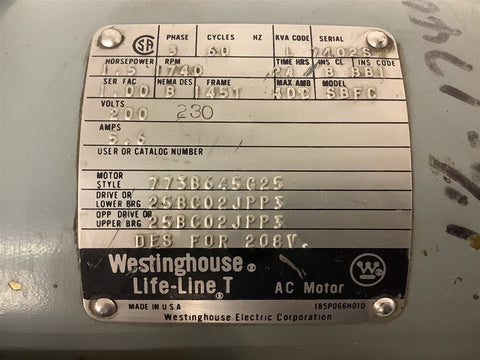 PHASE CYCLES HZ KVA CODE SERIAL
SA 3 60 L 7402S
HORSEPOWER RPM TIME HRS INS CL INS CODE
1.5 1740 24 B BB1
SER FAC NEMA DES FRAME MAX AMB MODEL
1.00 B 145T 40C SBFC
VOLTS
200 230
AMPS
5.6
USER OR CATALOG NUMBER
MOTOR
STYLE 773B645G25
DRIVE OR
LOWER BRG 25BC02JPP3
OPP DRIVE OR
UPPER BRG 25BC02JPP3
DES FOR 208V.
Westinghouse®
Life-Line T® AC Motor W
MADE IN U.S.A 185P066H01D
Westinghouse Electric Corporation